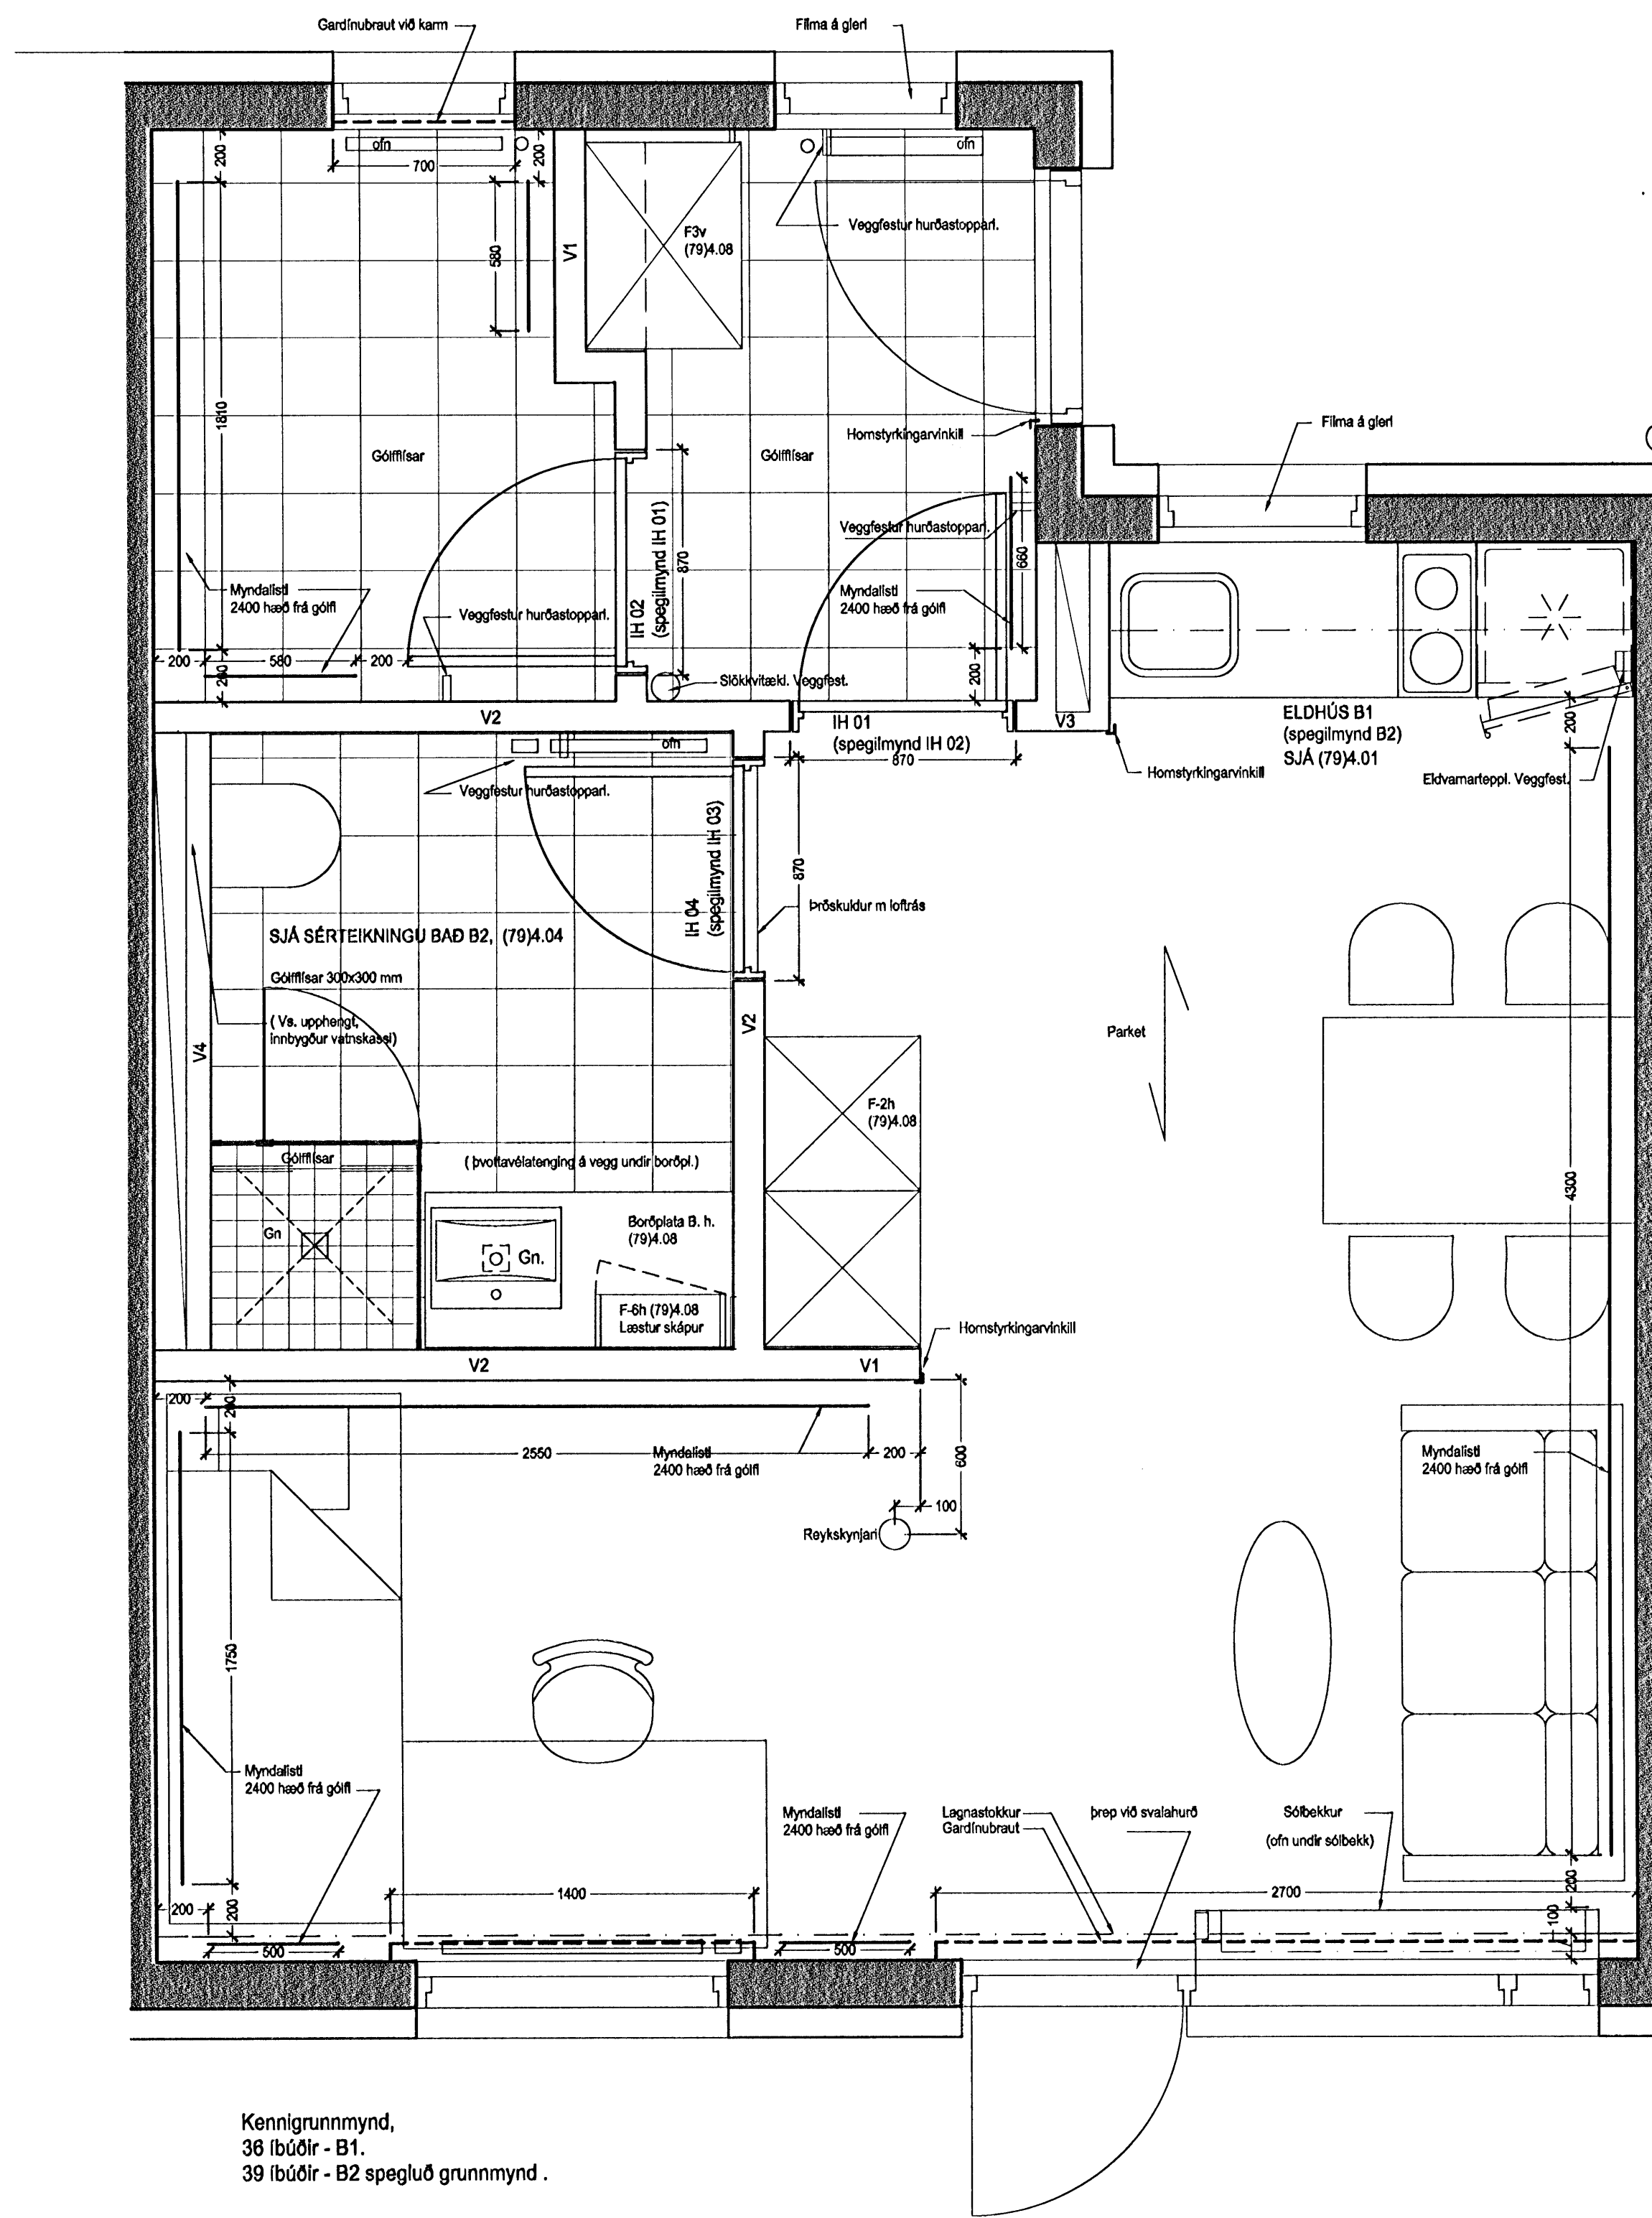 Gardínubraut við karm
Filma á gleri
ofn
ofn
200
700
200
580
V1
F3v
(79)4.08
Veggfestur hurðastoppari.
1810
Gólfflísar
Gólfflísar
Hornstyrkingarvinkill
Filma á gleri
Veggfestur hurðastoppari.
IH 02
(spegilmynd IH 01)
870
660
Myndalisti
2400 hæð frá gólfi
Myndalisti
2400 hæð frá gólfi
Veggfestur hurðastoppari.
200
580
200
200
Slökkvitæki. Veggfest.
200
V2
IH 01
(spegilmynd IH 02)
870
V3
ELDHÚS B1
(spegilmynd B2)
SJÁ (79)4.01
200
ofn
Hornstyrkingarvinkill
Eldvarnarteppi. Veggfest.
Veggfestur hurðastoppari.
IH 04
(spegilmynd IH 03)
870
Þröskuldur m loftrás
SJÁ SÉRTEIKNINGU BAÐ B2, (79)4.04
Gólfflísar 300x300 mm
( Vs. upphengt,
innbygður vatnskassi)
V4
V2
Parket
F-2h
(79)4.08
Gólfflísar
( þvottavélatenging á vegg undir borðpl.)
4300
Gn
Borðplata B. h.
(79)4.08
Gn.
F-6h (79)4.08
Læstur skápur
Hornstyrkingarvinkill
V2
V1
200
200
2550
Myndalisti
2400 hæð frá gólfi
200
600
Myndalisti
2400 hæð frá gólfi
100
Reykskynjari
1750
Myndalisti
2400 hæð frá gólfi
Myndalisti
2400 hæð frá gólfi
Lagnastokkur
Gardínubraut
þrep við svalahurð
Sólbekkur
(ofn undir sólbekk)
200
200
1400
2700
200
100
500
500
Kennigrunnmynd,
36 íbúðir - B1.
39 íbúðir - B2 spegluð grunnmynd .